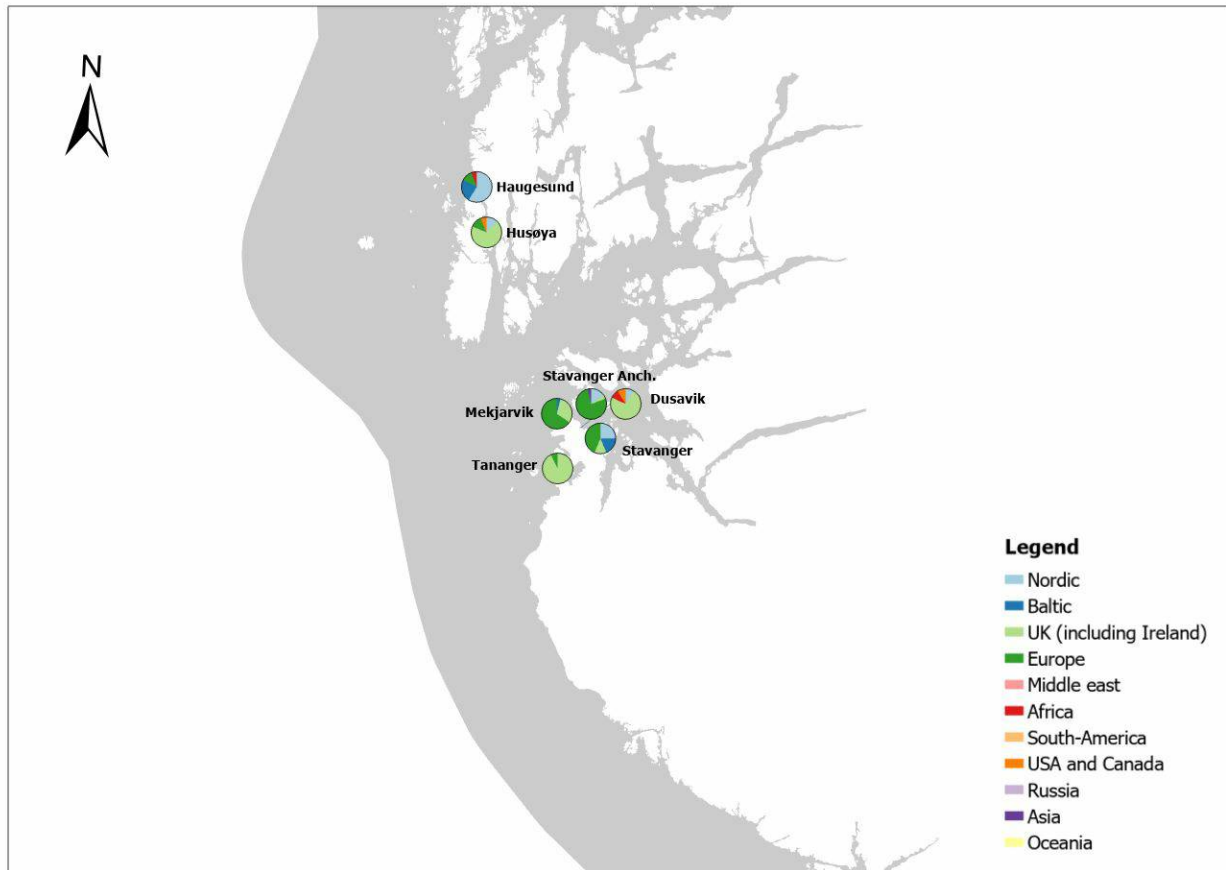 N
Haugesund
Husøya
Stavanger Anch.
Dusavik
Mekjarvik
Stavanger
Tananger
Legend
Nordic
Baltic
UK (including Ireland)
Europe
Middle east
Africa
South-America
USA and Canada
Russia
Asia
Oceania